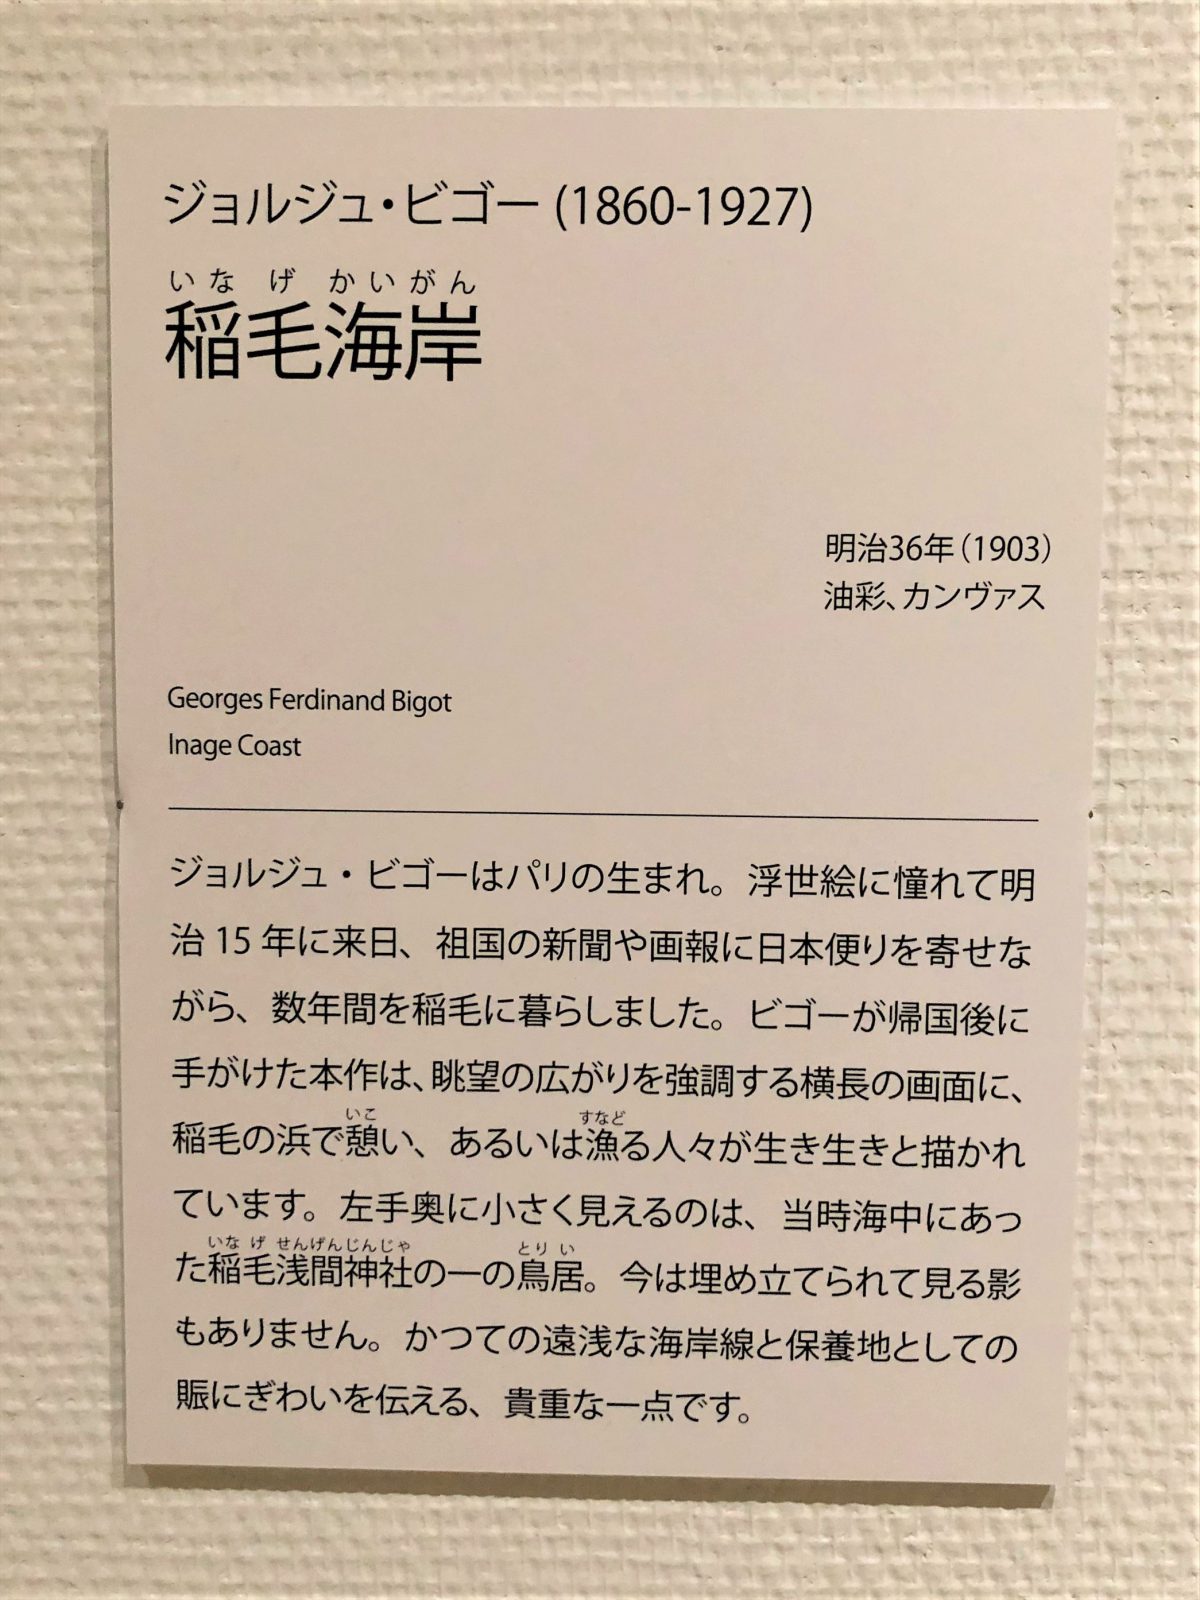 ジョルジュ・ビゴー (1860-1927)
いなげかいがん
稲毛海岸
明治36年（1903）
油彩、カンヴァス
Georges Ferdinand Bigot
Inage Coast
ジョルジュ・ビゴーはパリの生まれ。浮世絵に憧れて明
治 15 年に来日、祖国の新聞や画報に日本便りを寄せな
がら、数年間を稲毛に暮らしました。ビゴーが帰国後に
手がけた本作は、眺望の広がりを強調する横長の画面に、
いこ すなど
稲毛の浜で憩い、あるいは漁る人々が生き生きと描かれ
ています。左手奥に小さく見えるのは、当時海中にあっ
いなげせんげんじんじゃ とりい
た稲毛浅間神社の一の鳥居。今は埋め立てられて見る影
もありません。かつての遠浅な海岸線と保養地としての
賑にぎわいを伝える、貴重な一点です。